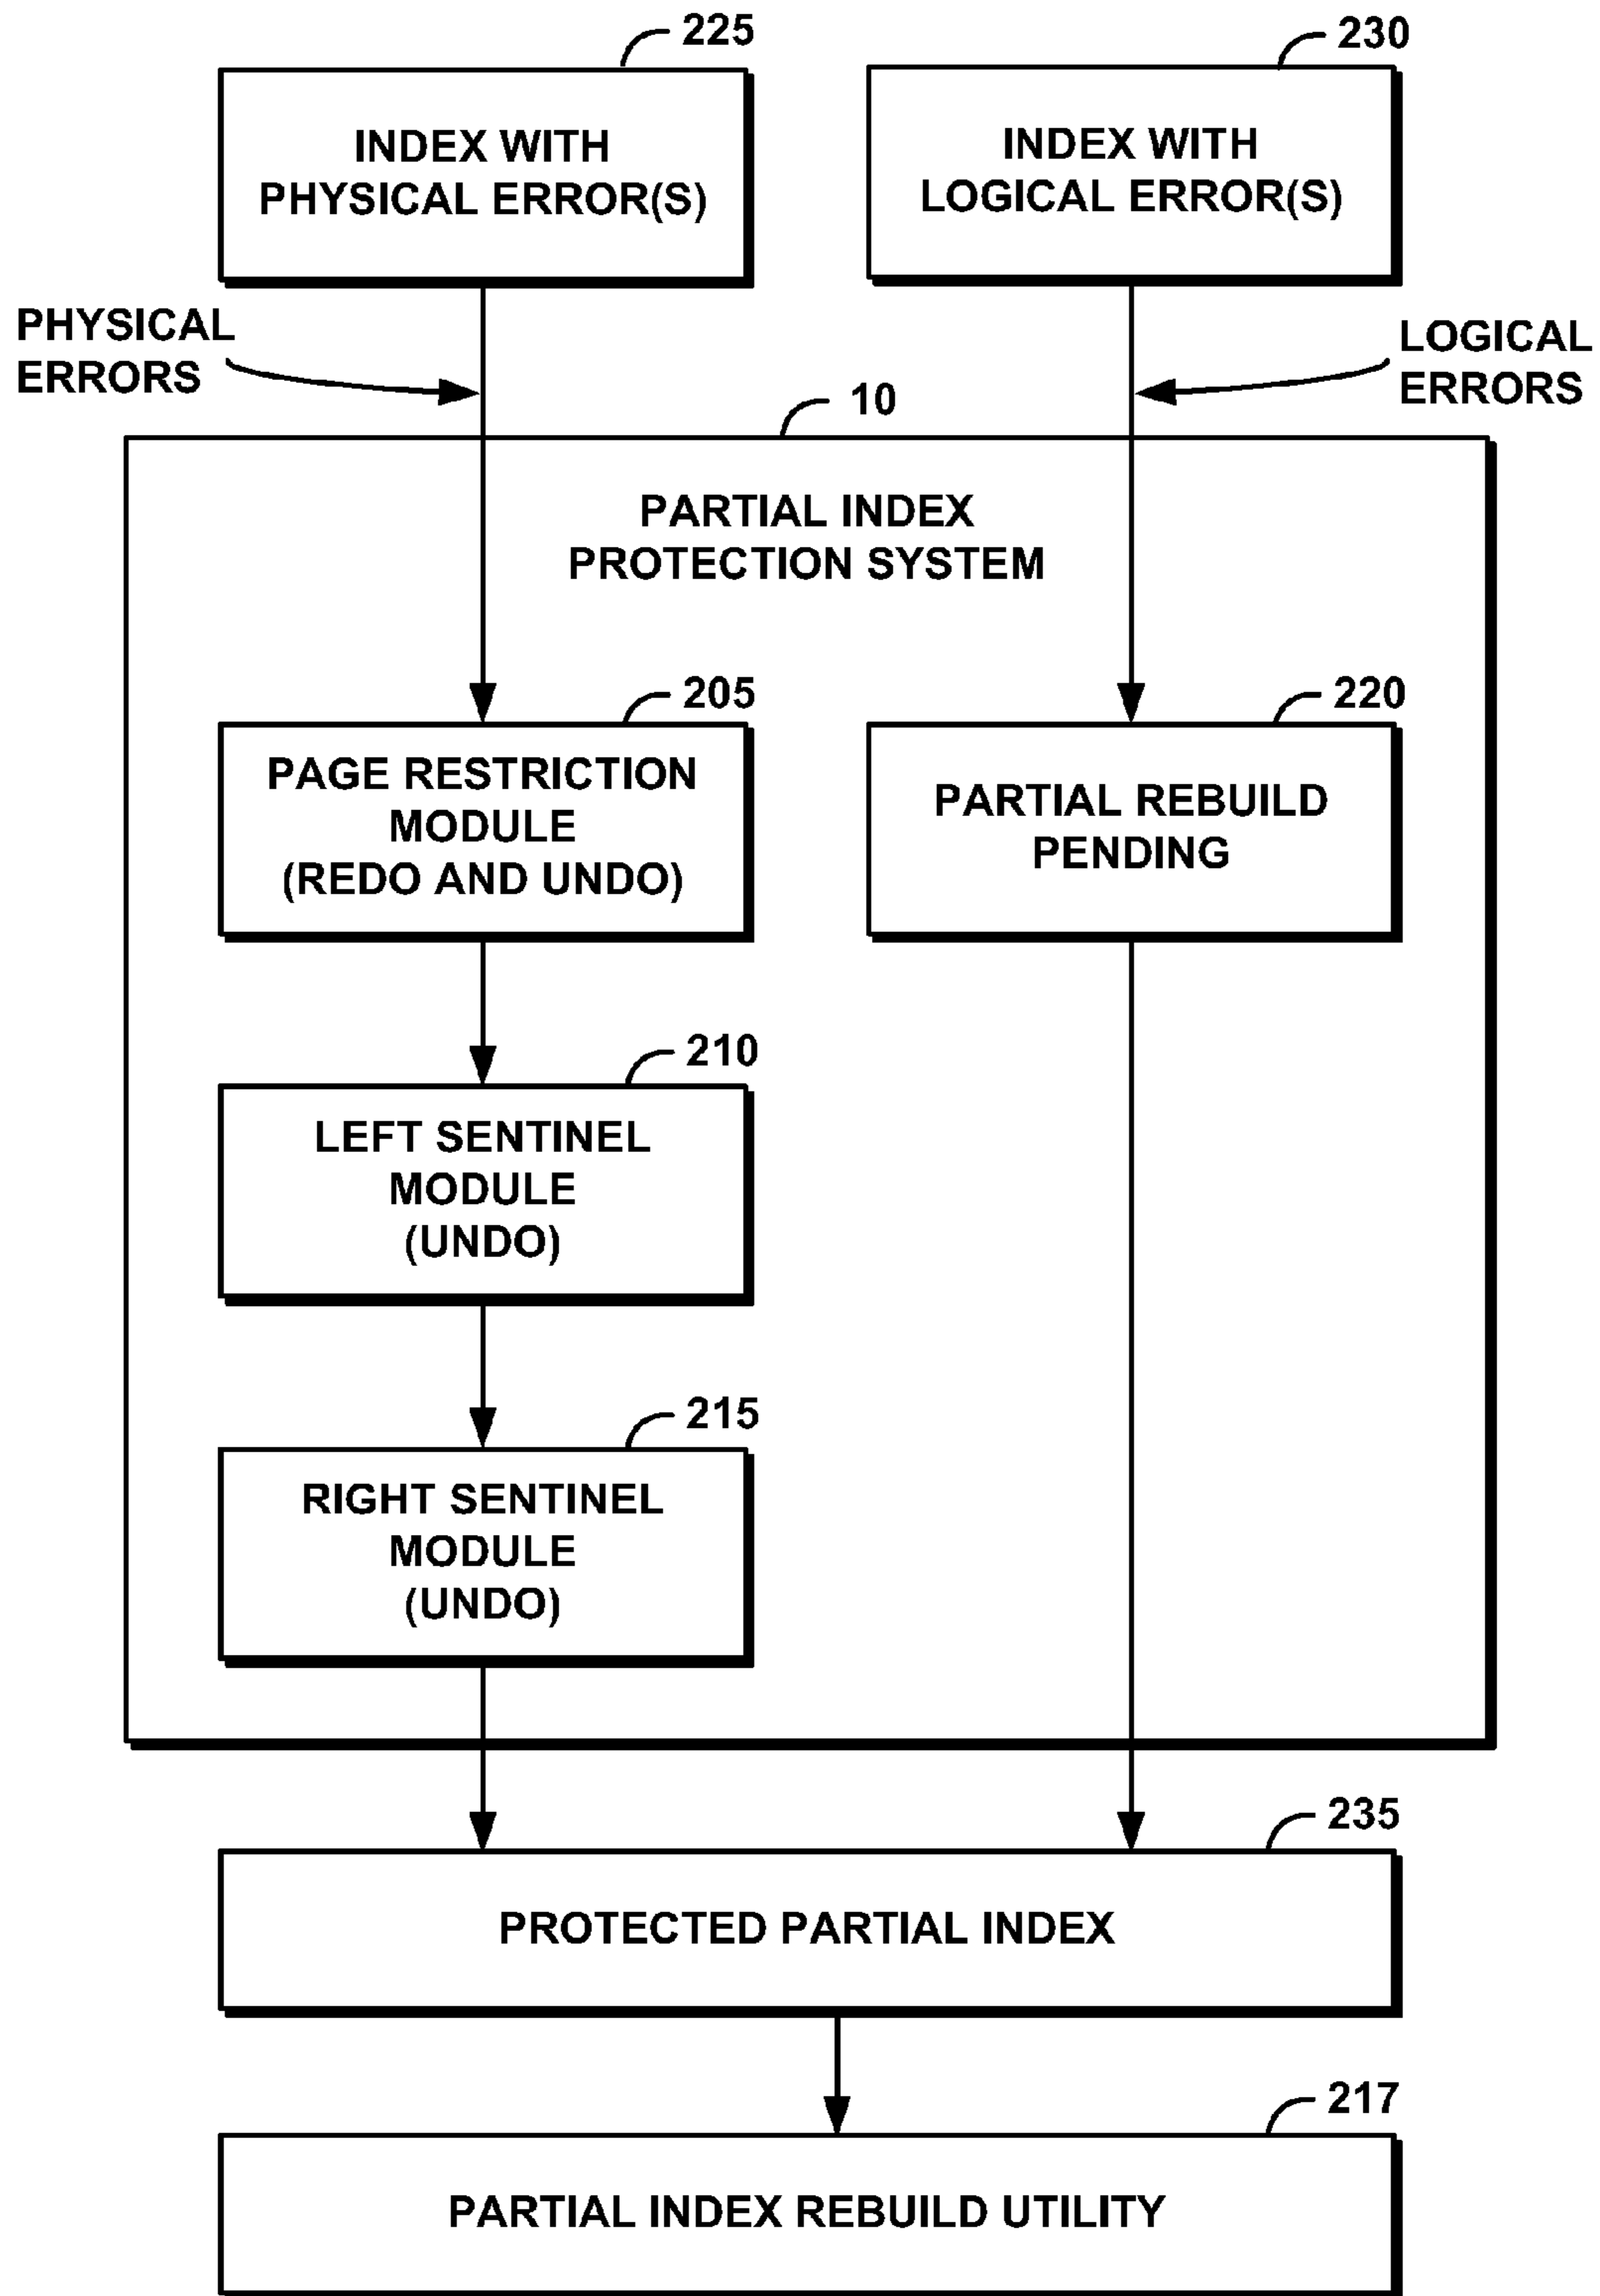 225
230
INDEX WITH
PHYSICAL ERROR(S)
INDEX WITH
LOGICAL ERROR(S)
PHYSICAL
ERRORS
LOGICAL
ERRORS
10
PARTIAL INDEX
PROTECTION SYSTEM
205
220
PAGE RESTRICTION
MODULE
(REDO AND UNDO)
PARTIAL REBUILD
PENDING
210
LEFT SENTINEL
MODULE
(UNDO)
215
RIGHT SENTINEL
MODULE
(UNDO)
235
PROTECTED PARTIAL INDEX
217
PARTIAL INDEX REBUILD UTILITY